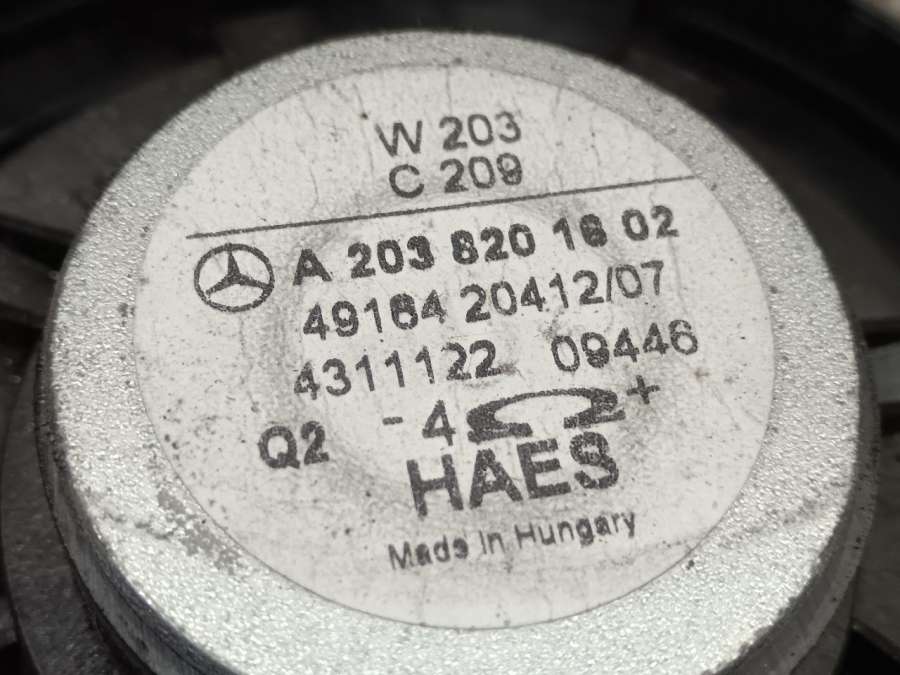 W 203
C 209
A 203 820 16 02
49164 20412/07
4311122 09446
Q2 -4Ω+
HAES
Made In Hungary